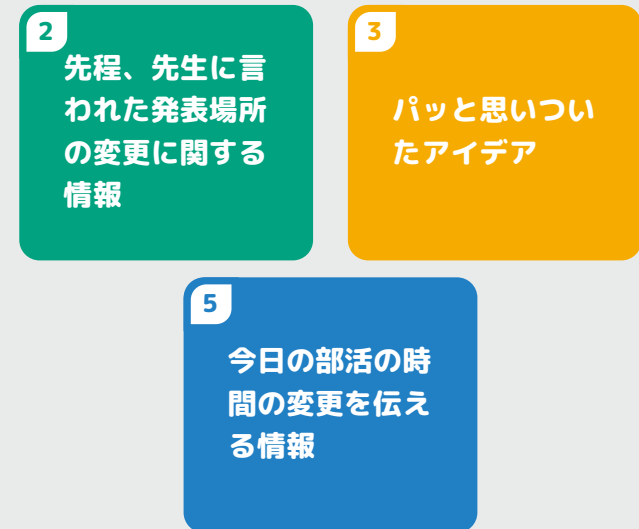 2
先程、先生に言
われた発表場所
の変更に関する
情報
3
パッと思いつい
たアイデア
5
今日の部活の時
間の変更を伝え
る情報